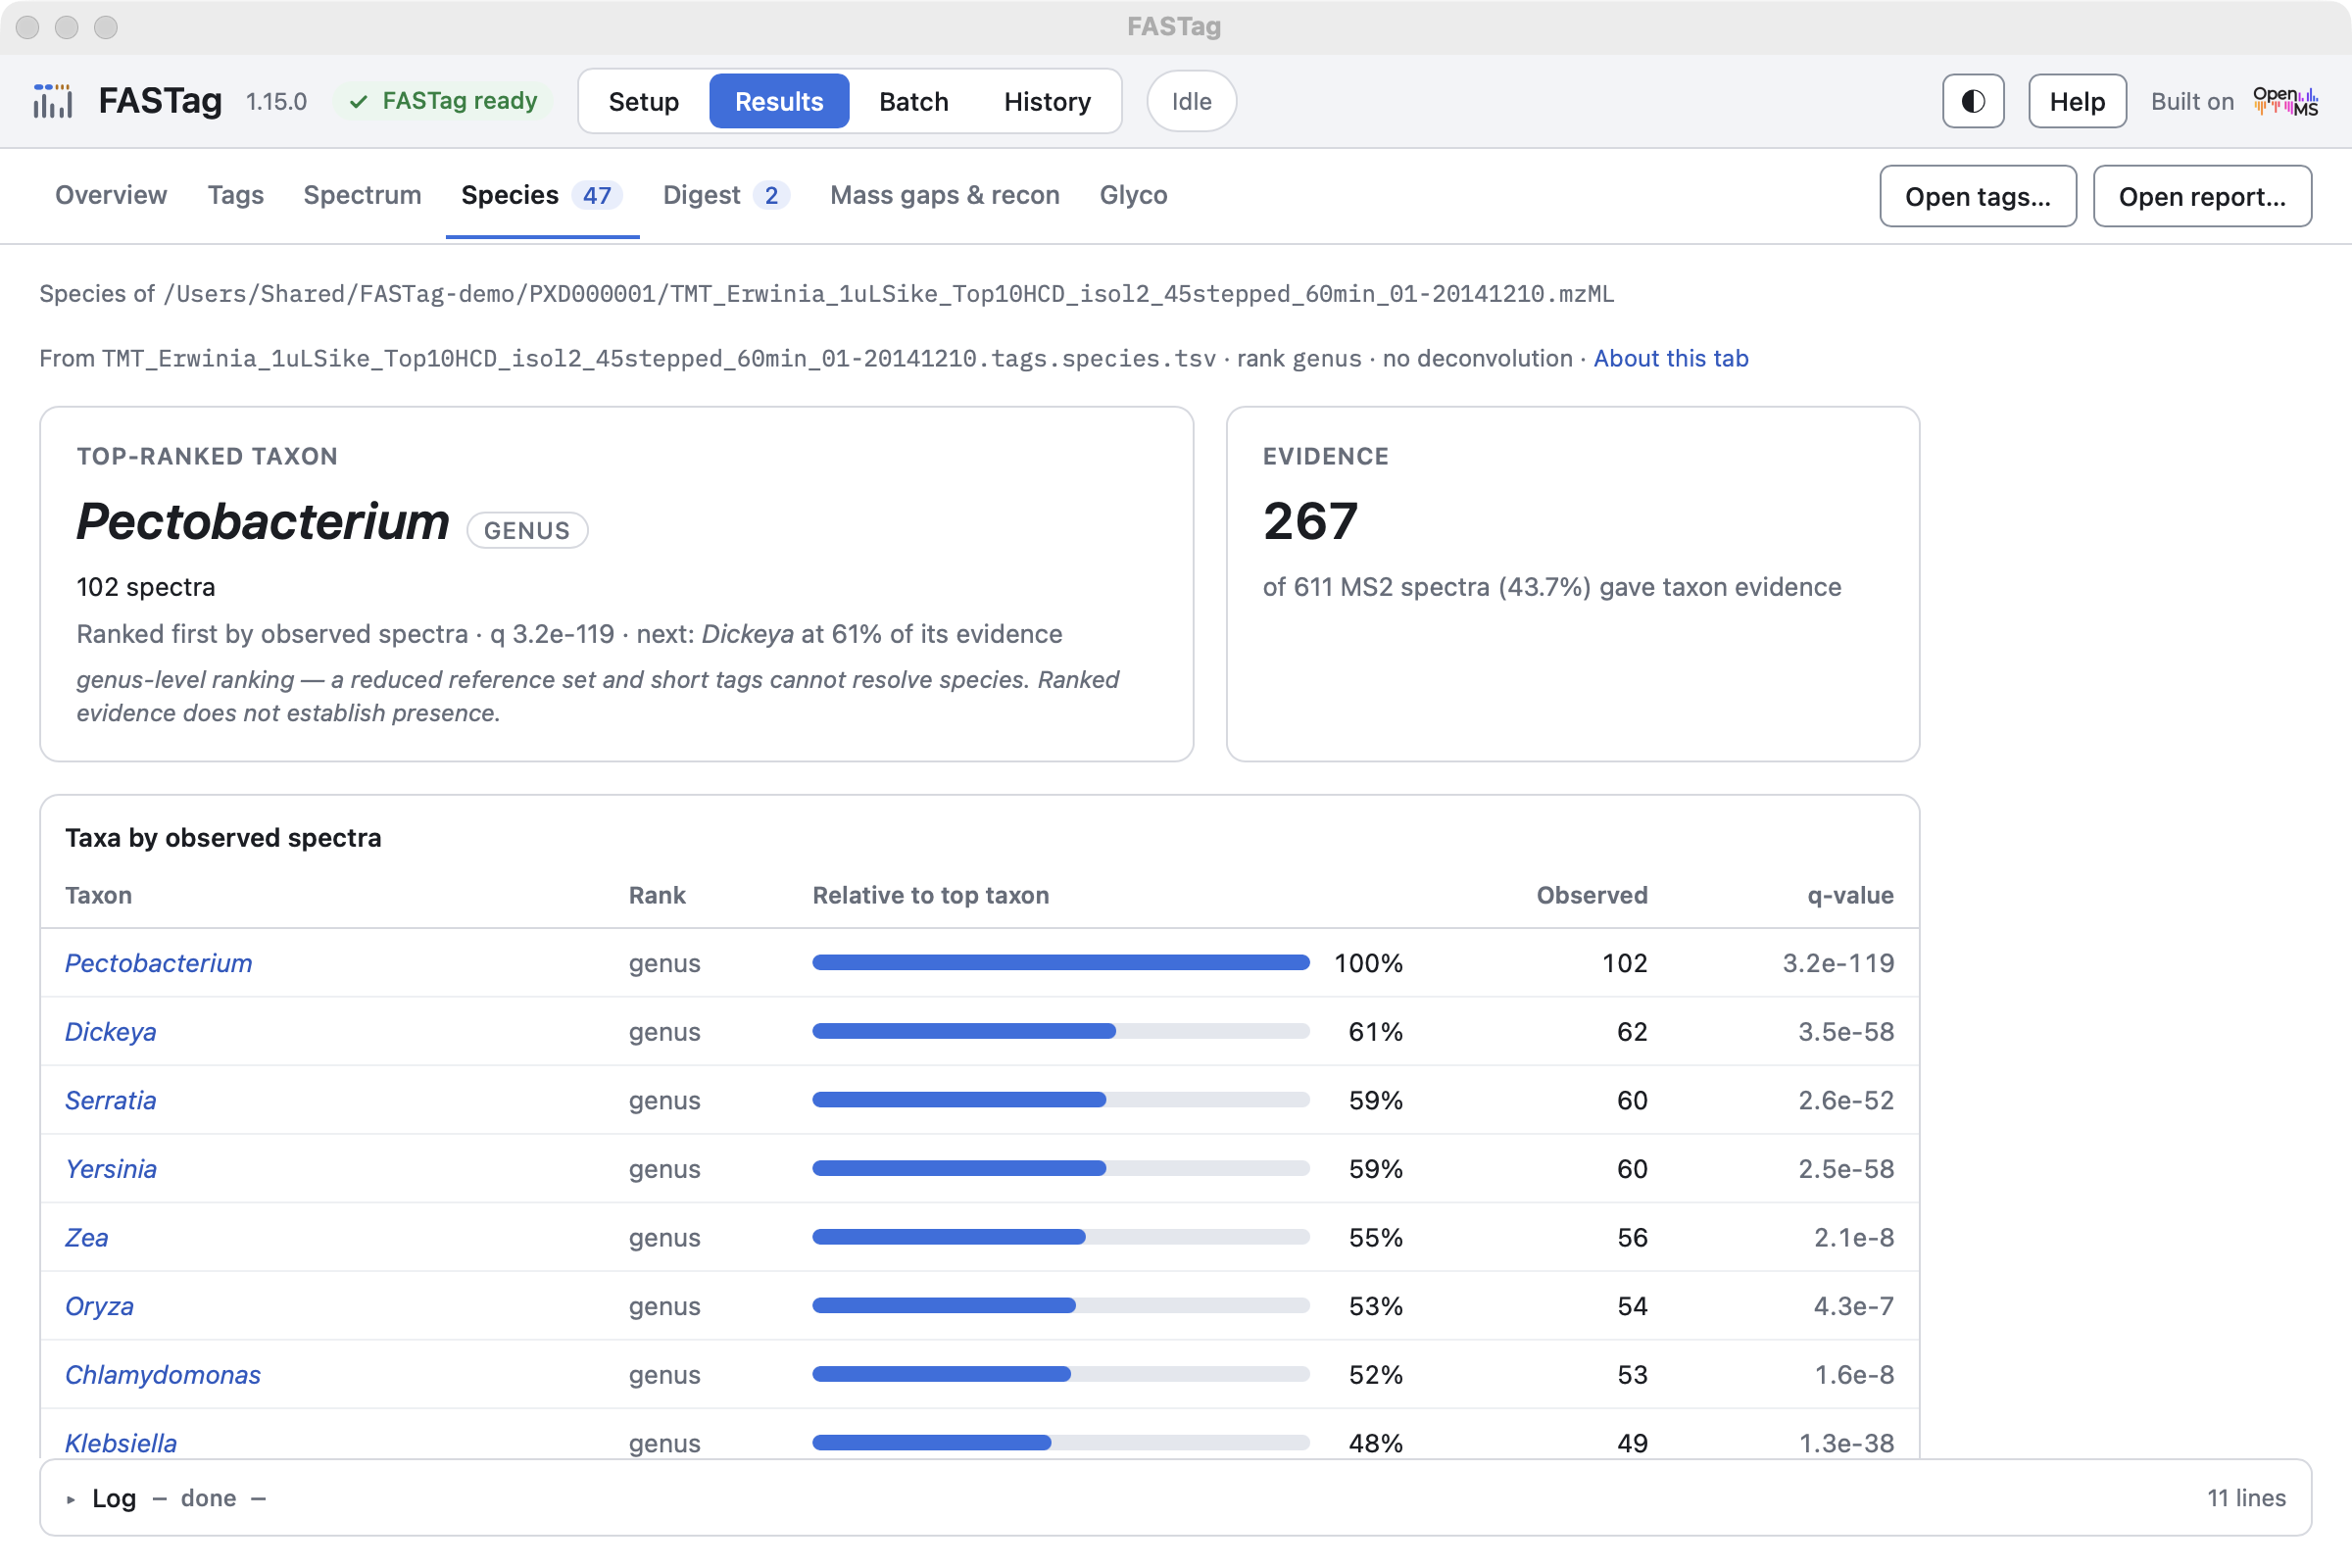 FASTag
FASTag 1.15.0 ✓ FASTag ready Setup Results Batch History Idle Help Built on OpenMS
Overview Tags Spectrum Species 47 Digest 2 Mass gaps & recon Glyco Open tags... Open report...
Species of /Users/Shared/FASTag-demo/PXD000001/TMT_Erwinia_1uLSike_Top10HCD_isol2_45stepped_60min_01-20141210.mzML
From TMT_Erwinia_1uLSike_Top10HCD_isol2_45stepped_60min_01-20141210.tags.species.tsv · rank genus · no deconvolution · About this tab
TOP-RANKED TAXON
Pectobacterium GENUS
102 spectra
Ranked first by observed spectra · q 3.2e-119 · next: Dickeya at 61% of its evidence
genus-level ranking — a reduced reference set and short tags cannot resolve species. Ranked
evidence does not establish presence.
EVIDENCE
267
of 611 MS2 spectra (43.7%) gave taxon evidence
Taxa by observed spectra
Taxon Rank Relative to top taxon Observed q-value
Pectobacterium genus 100% 102 3.2e-119
Dickeya genus 61% 62 3.5e-58
Serratia genus 59% 60 2.6e-52
Yersinia genus 59% 60 2.5e-58
Zea genus 55% 56 2.1e-8
Oryza genus 53% 54 4.3e-7
Chlamydomonas genus 52% 53 1.6e-8
Klebsiella genus 48% 49 1.3e-38
▸ Log — done — 11 lines